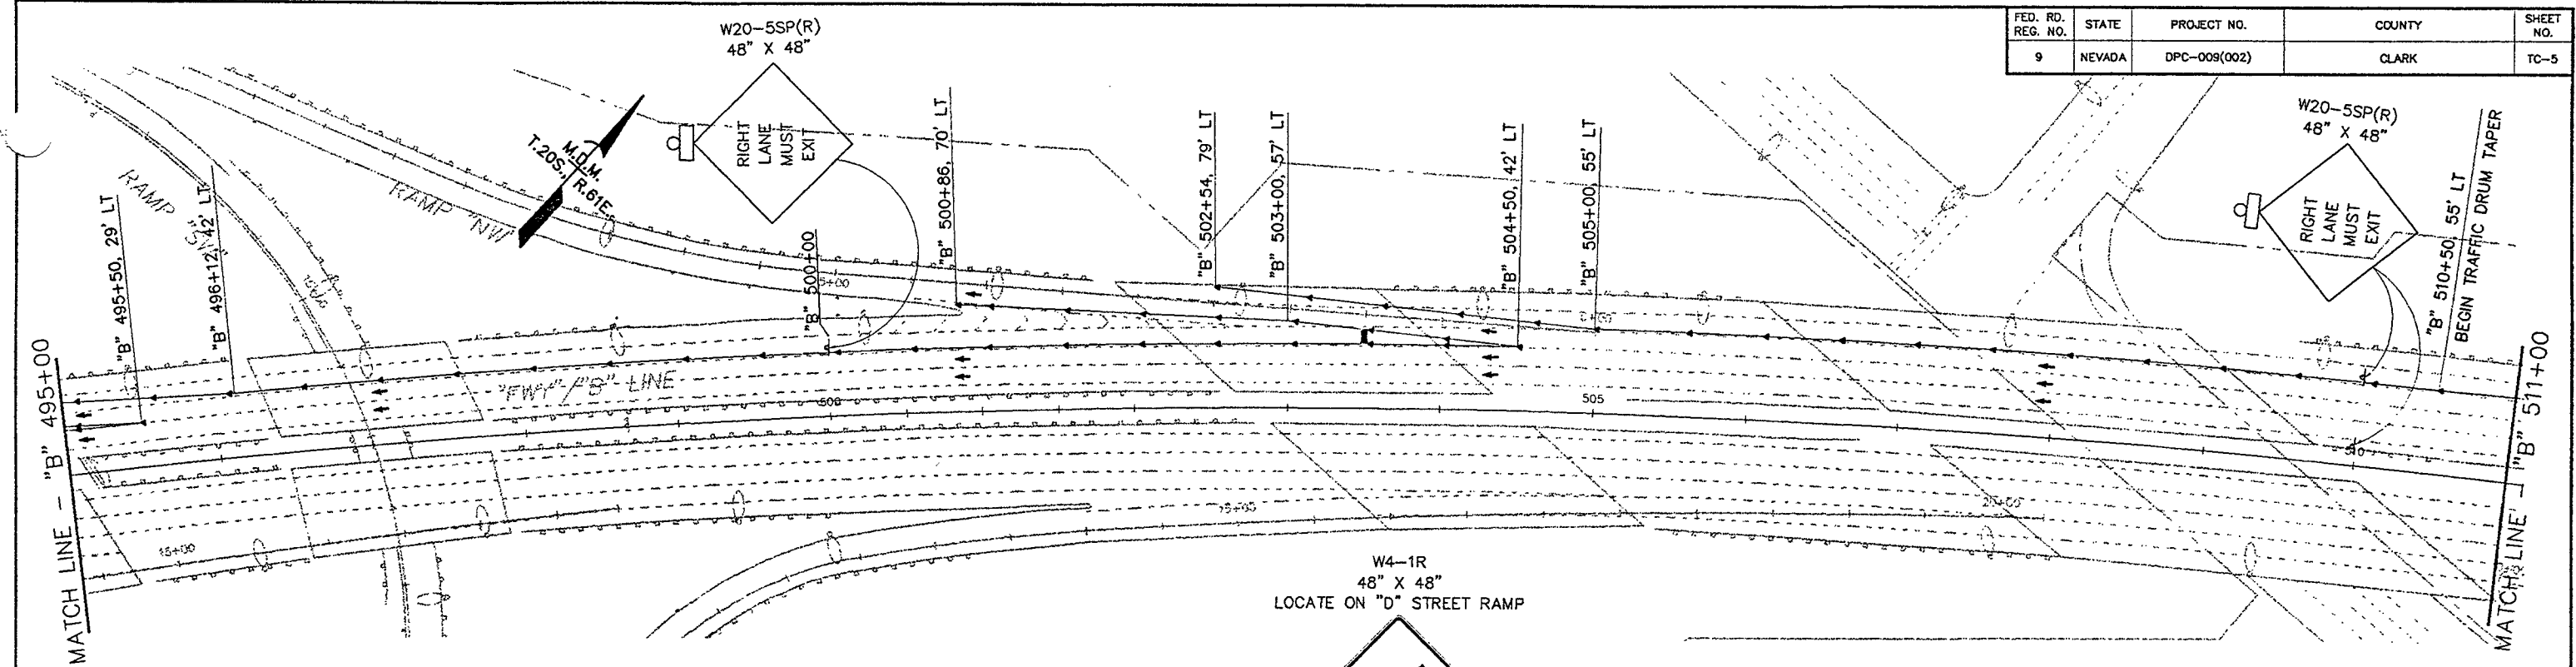 FED. RD. REG. NO.
STATE
PROJECT NO.
COUNTY
SHEET NO.
9
NEVADA
DPC-009(002)
CLARK
TC-5
W20-5SP(R)
48" X 48"
RIGHT
LANE
MUST
EXIT
W20-5SP(R)
48" X 48"
RIGHT
LANE
MUST
EXIT
M.D.M.
T.20S., R.61E.
RAMP
RAMP "NW"
"B" 495+50, 29' LT
"B" 496+12, 42' LT
"B" 500+00
"B" 500+86, 70' LT
"B" 502+54, 79' LT
"B" 503+00, 57' LT
"B" 504+50, 42' LT
"B" 505+00, 55' LT
"B" 510+50, 55' LT
BEGIN TRAFFIC DRUM TAPER
"FWY"/"B" LINE
500
505
510
15+00
15+00
20+00
MATCH LINE - "B" 495+00
MATCH LINE - "B" 511+00
W4-1R
48" X 48"
LOCATE ON "D" STREET RAMP